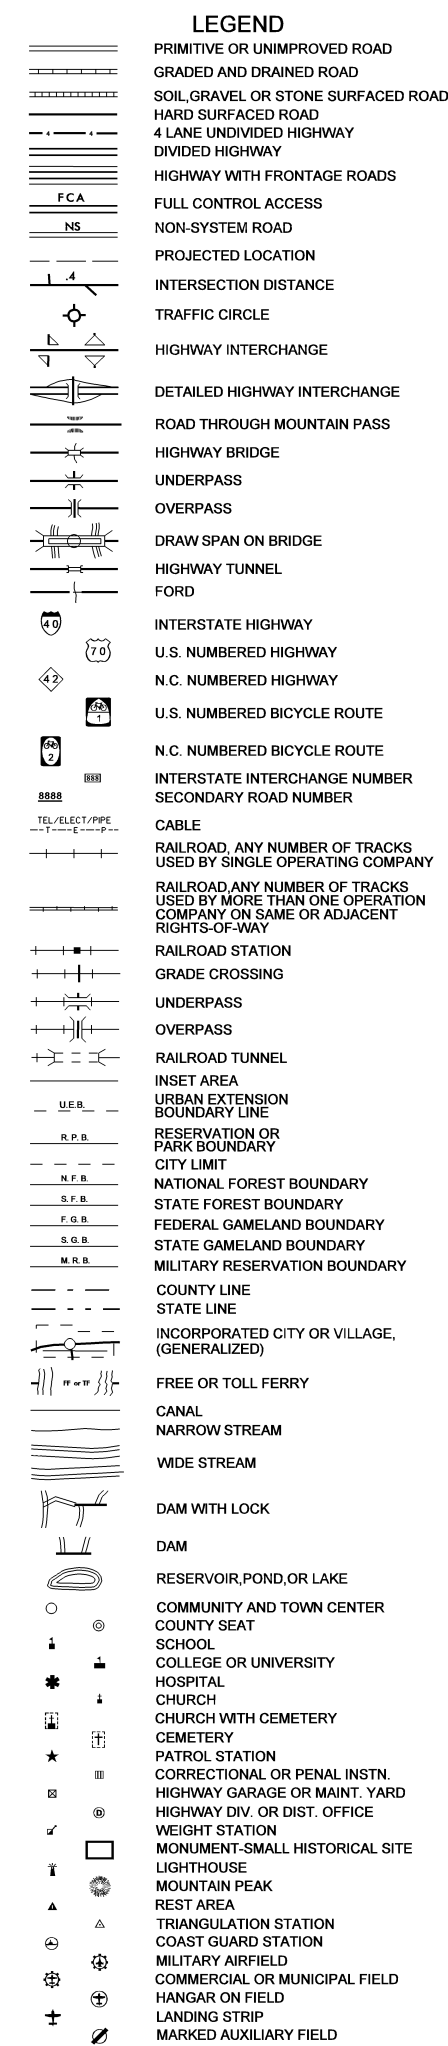 LEGEND
PRIMITIVE OR UNIMPROVED ROAD
GRADED AND DRAINED ROAD
SOIL,GRAVEL OR STONE SURFACED ROAD
HARD SURFACED ROAD
4 4 4 LANE UNDIVIDED HIGHWAY
DIVIDED HIGHWAY
HIGHWAY WITH FRONTAGE ROADS
FCA FULL CONTROL ACCESS
NS NON-SYSTEM ROAD
PROJECTED LOCATION
.4 INTERSECTION DISTANCE
TRAFFIC CIRCLE
HIGHWAY INTERCHANGE
DETAILED HIGHWAY INTERCHANGE
ROAD THROUGH MOUNTAIN PASS
HIGHWAY BRIDGE
UNDERPASS
OVERPASS
DRAW SPAN ON BRIDGE
HIGHWAY TUNNEL
FORD
40 INTERSTATE HIGHWAY
70 U.S. NUMBERED HIGHWAY
42 N.C. NUMBERED HIGHWAY
1 U.S. NUMBERED BICYCLE ROUTE
2 N.C. NUMBERED BICYCLE ROUTE
888 INTERSTATE INTERCHANGE NUMBER
8888 SECONDARY ROAD NUMBER
TEL/ELECT/PIPE
T E P CABLE
RAILROAD, ANY NUMBER OF TRACKS
USED BY SINGLE OPERATING COMPANY
RAILROAD,ANY NUMBER OF TRACKS
USED BY MORE THAN ONE OPERATION
COMPANY ON SAME OR ADJACENT
RIGHTS-OF-WAY
RAILROAD STATION
GRADE CROSSING
UNDERPASS
OVERPASS
RAILROAD TUNNEL
INSET AREA
U.E.B. URBAN EXTENSION
BOUNDARY LINE
R. P. B. RESERVATION OR
PARK BOUNDARY
CITY LIMIT
N. F. B. NATIONAL FOREST BOUNDARY
S. F. B. STATE FOREST BOUNDARY
F. G. B. FEDERAL GAMELAND BOUNDARY
S. G. B. STATE GAMELAND BOUNDARY
M. R. B. MILITARY RESERVATION BOUNDARY
COUNTY LINE
STATE LINE
INCORPORATED CITY OR VILLAGE,
(GENERALIZED)
FF or TF FREE OR TOLL FERRY
CANAL
NARROW STREAM
WIDE STREAM
DAM WITH LOCK
DAM
RESERVOIR,POND,OR LAKE
COMMUNITY AND TOWN CENTER
COUNTY SEAT
SCHOOL
COLLEGE OR UNIVERSITY
HOSPITAL
CHURCH
CHURCH WITH CEMETERY
CEMETERY
PATROL STATION
CORRECTIONAL OR PENAL INSTN.
HIGHWAY GARAGE OR MAINT. YARD
D HIGHWAY DIV. OR DIST. OFFICE
WEIGHT STATION
MONUMENT-SMALL HISTORICAL SITE
LIGHTHOUSE
MOUNTAIN PEAK
REST AREA
TRIANGULATION STATION
COAST GUARD STATION
MILITARY AIRFIELD
COMMERCIAL OR MUNICIPAL FIELD
HANGAR ON FIELD
LANDING STRIP
MARKED AUXILIARY FIELD